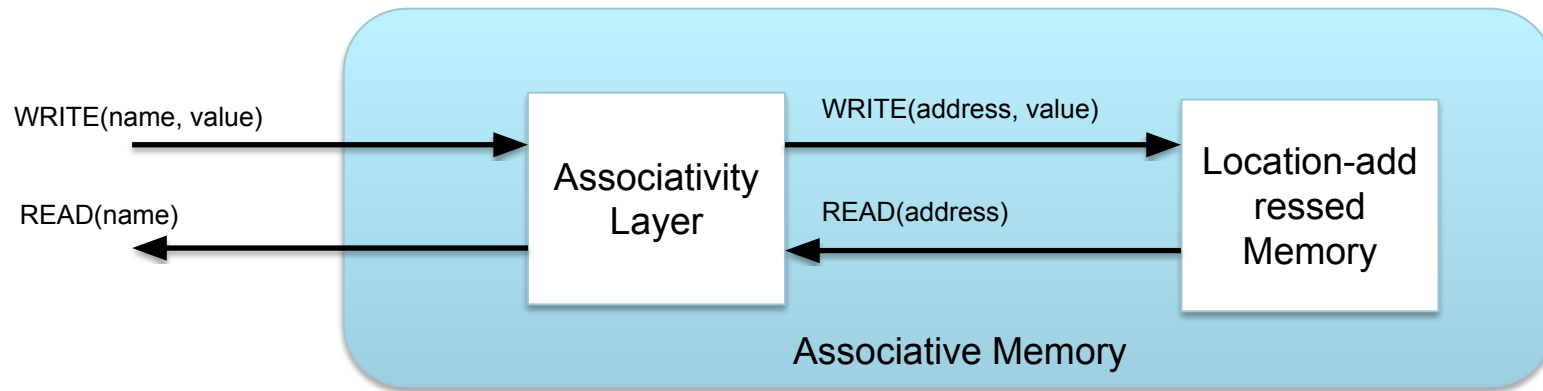 WRITE(name, value)
READ(name)
Associativity
Layer
WRITE(address, value)
READ(address)
Location-add
ressed
Memory
Associative Memory